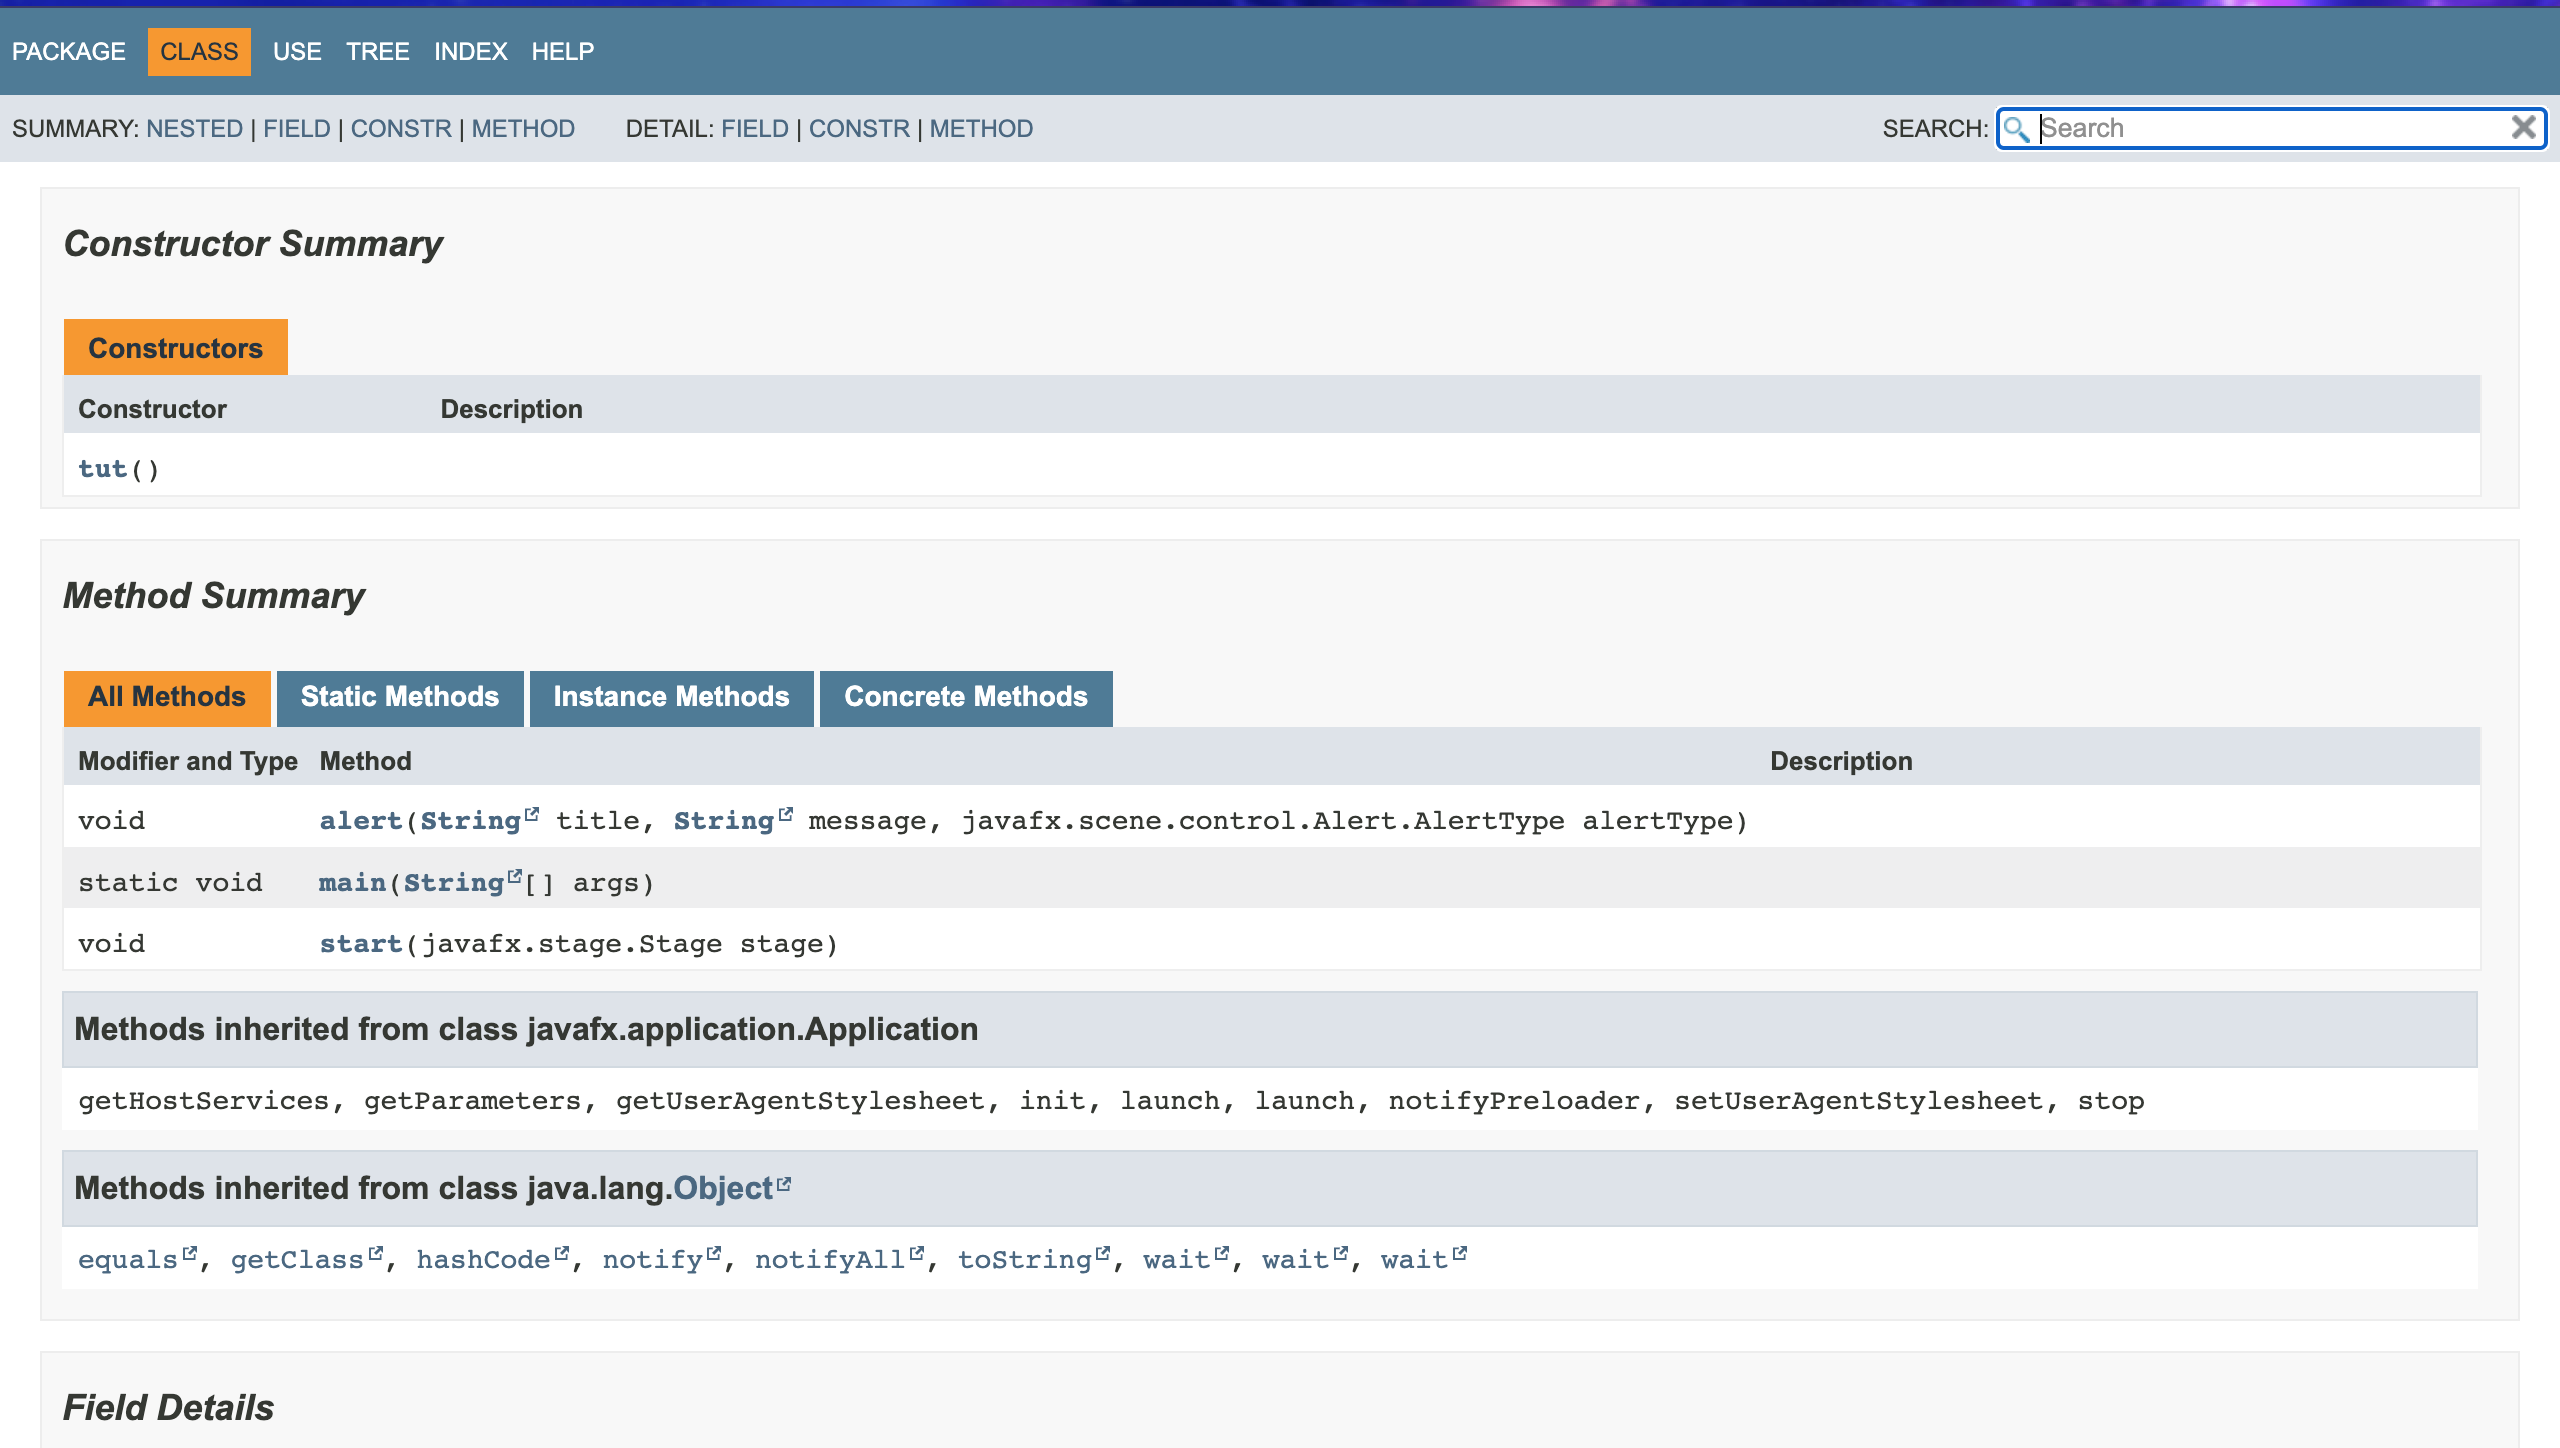 PACKAGE CLASS USE TREE INDEX HELP
SUMMARY: NESTED | FIELD | CONSTR | METHOD DETAIL: FIELD | CONSTR | METHOD SEARCH: Search
Constructor Summary
Constructors
Constructor Description
tut()
Method Summary
All Methods Static Methods Instance Methods Concrete Methods
Modifier and Type Method Description
void alert(String title, String message, javafx.scene.control.Alert.AlertType alertType)
static void main(String[] args)
void start(javafx.stage.Stage stage)
Methods inherited from class javafx.application.Application
getHostServices, getParameters, getUserAgentStylesheet, init, launch, launch, notifyPreloader, setUserAgentStylesheet, stop
Methods inherited from class java.lang.Object
equals, getClass, hashCode, notify, notifyAll, toString, wait, wait, wait
Field Details